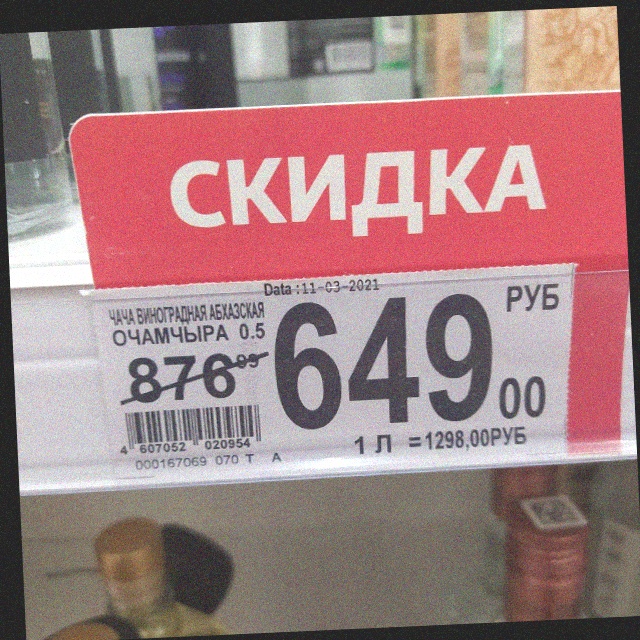 СКИДКА
Data :11-03-2021
ЧАЧА ВИНОГРАДНАЯ АБХАЗСКАЯ
ОЧАМЧЫРА 0.5
876 99
649 00 РУБ
4 607052 020954
1 Л =1298,00РУБ
000167069 070 Т А